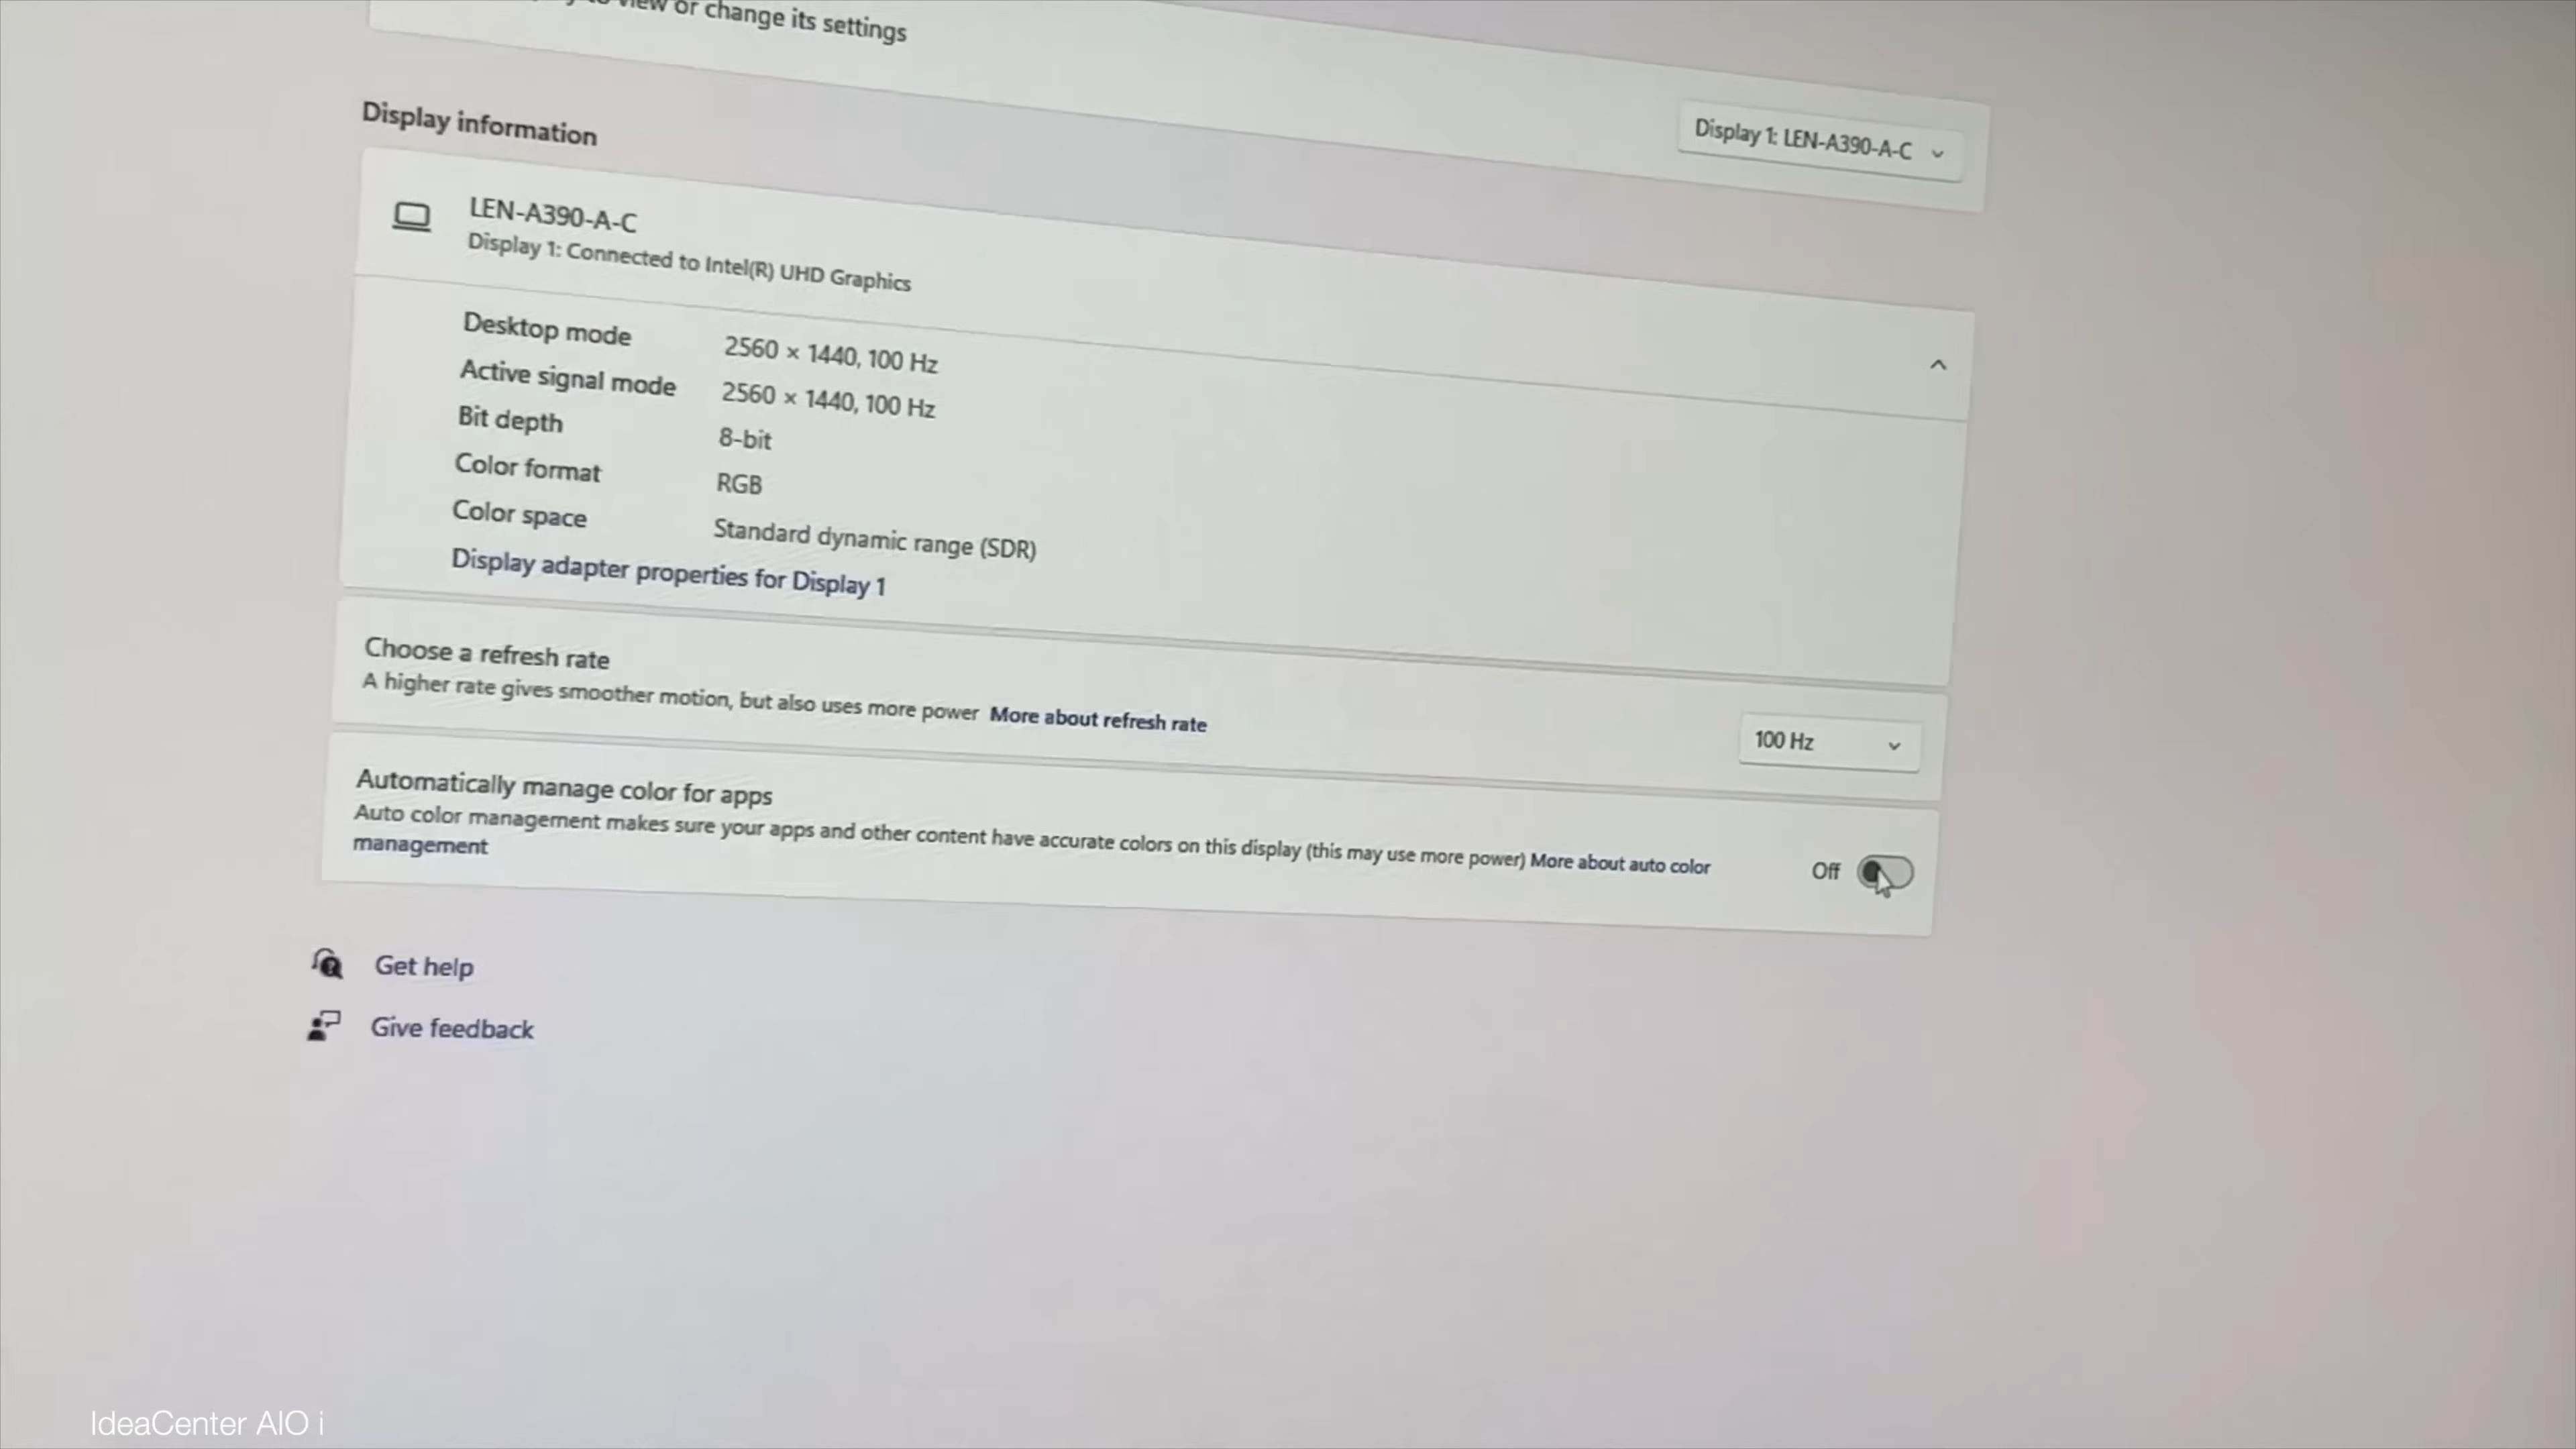 view or change its settings
Display 1: LEN-A390-A-C
Display information
LEN-A390-A-C
Display 1: Connected to Intel(R) UHD Graphics
Desktop mode 2560 × 1440, 100 Hz
Active signal mode 2560 × 1440, 100 Hz
Bit depth 8-bit
Color format RGB
Color space Standard dynamic range (SDR)
Display adapter properties for Display 1
Choose a refresh rate
A higher rate gives smoother motion, but also uses more power More about refresh rate
100 Hz
Automatically manage color for apps
Auto color management makes sure your apps and other content have accurate colors on this display (this may use more power) More about auto color
management
Off
Get help
Give feedback
IdeaCenter AIO i